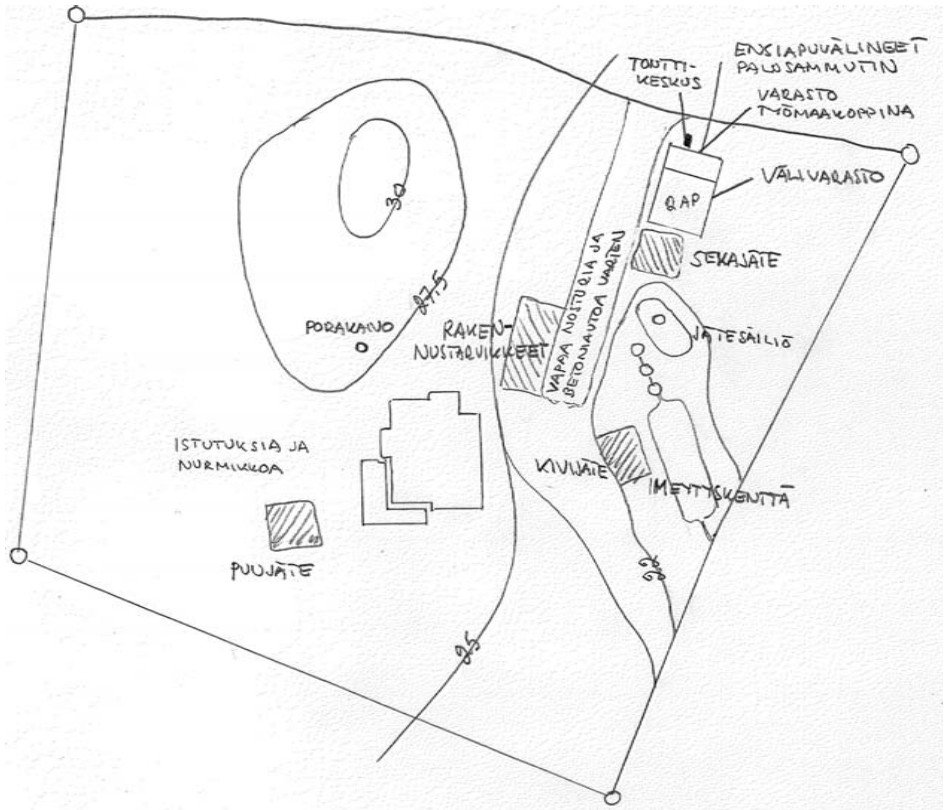 TONTTI-
KESKUS
ENSIAPUVÄLINEET
PALOSAMMUTIN
VARASTO
TYÖMAAKOPPINA
VÄLIVARASTO
2AP
SEKAJÄTE
30
27.5
PORAKAIVO
RAKEN-
NUSTARVIKKEET
VAPAA NOSTURIA JA
BETONIAUTOA VARTEN
JÄTESÄILIÖ
ISTUTUKSIA JA
NURMIKKOA
KIVIJÄTE
IMEYTYSKENTTÄ
PUUJÄTE
25